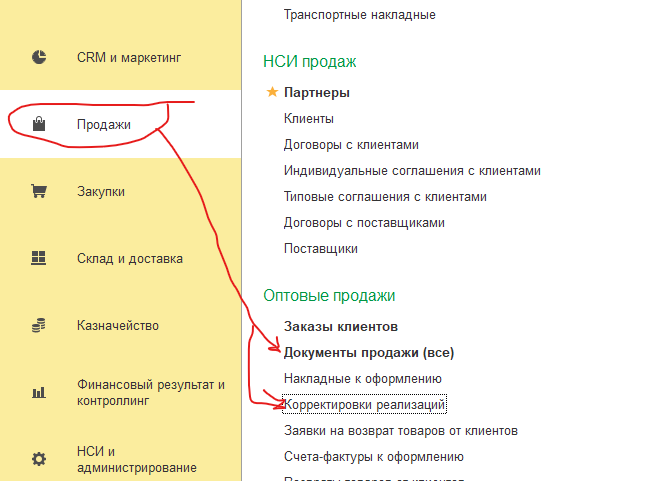 CRM и маркетинг
Продажи
Закупки
Склад и доставка
Казначейство
Финансовый результат и
контроллинг
НСИ и
администрирование
Транспортные накладные
НСИ продаж
Партнеры
Клиенты
Договоры с клиентами
Индивидуальные соглашения с клиентами
Типовые соглашения с клиентами
Договоры с поставщиками
Поставщики
Оптовые продажи
Заказы клиентов
Документы продажи (все)
Накладные к оформлению
Корректировки реализаций
Заявки на возврат товаров от клиентов
Счета-фактуры к оформлению